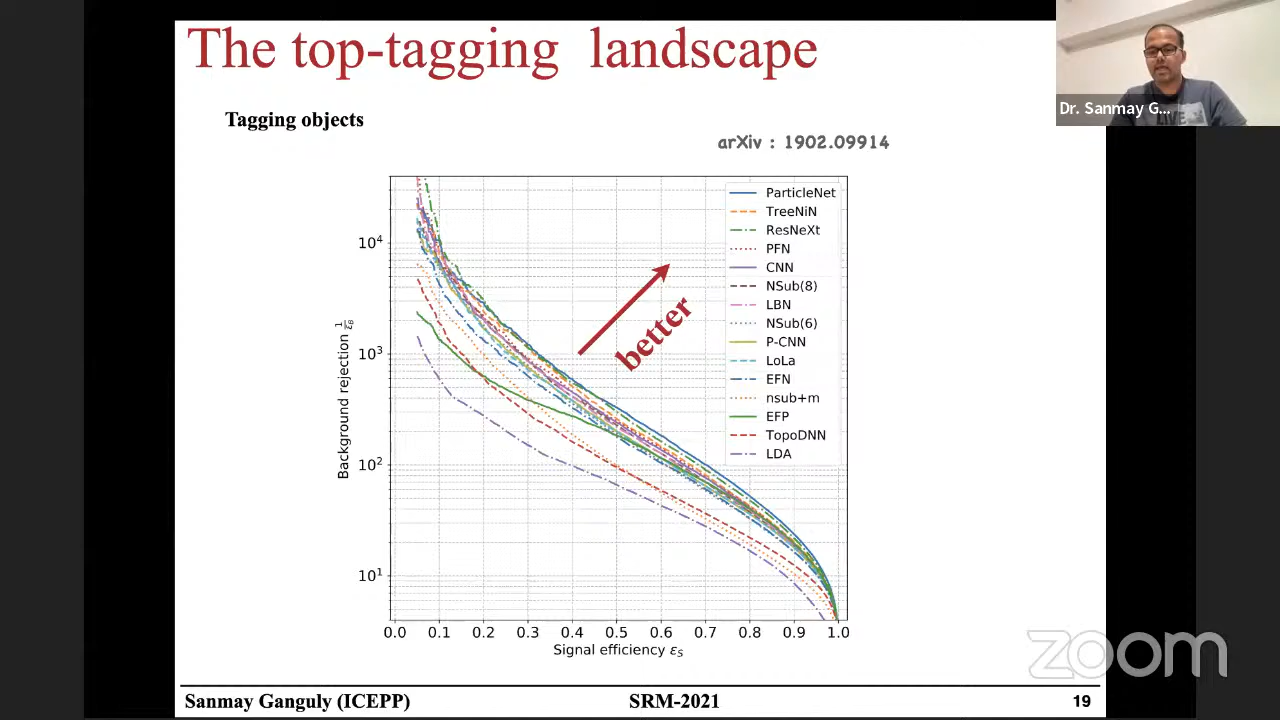 The top-tagging landscape
Dr. Sanmay G...
LIVE
Tagging objects
arXiv : 1902.09914
better
Background rejection 1/εB
10⁴
10³
10²
10¹
ParticleNet
TreeNiN
ResNeXt
PFN
CNN
NSub(8)
LBN
NSub(6)
P-CNN
LoLa
EFN
nsub+m
EFP
TopoDNN
LDA
0.0 0.1 0.2 0.3 0.4 0.5 0.6 0.7 0.8 0.9 1.0
Signal efficiency εS
zoom
Sanmay Ganguly (ICEPP) SRM-2021 19